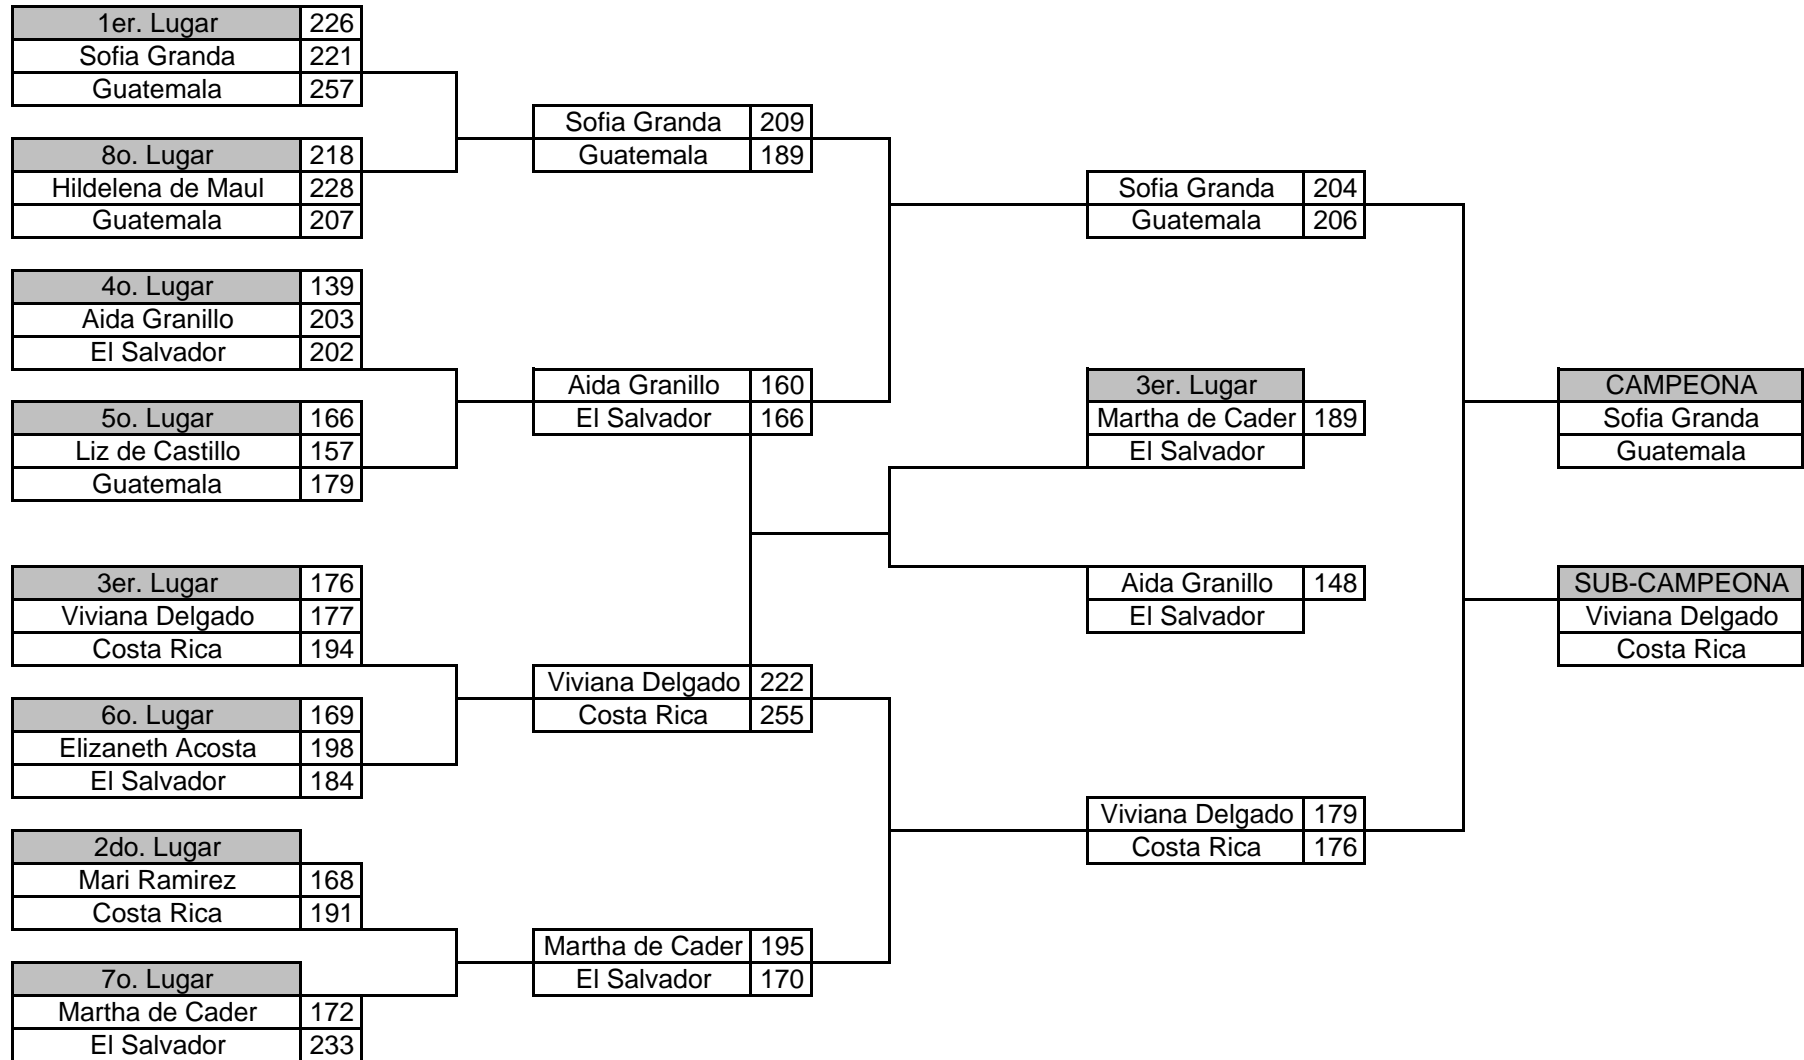 1er. Lugar 226
Sofia Granda 221
Guatemala 257
8o. Lugar 218
Hildelena de Maul 228
Guatemala 207
4o. Lugar 139
Aida Granillo 203
El Salvador 202
5o. Lugar 166
Liz de Castillo 157
Guatemala 179
3er. Lugar 176
Viviana Delgado 177
Costa Rica 194
6o. Lugar 169
Elizaneth Acosta 198
El Salvador 184
2do. Lugar
Mari Ramirez 168
Costa Rica 191
7o. Lugar
Martha de Cader 172
El Salvador 233
Sofia Granda 209
Guatemala 189
Aida Granillo 160
El Salvador 166
Viviana Delgado 222
Costa Rica 255
Martha de Cader 195
El Salvador 170
Sofia Granda 204
Guatemala 206
3er. Lugar
Martha de Cader 189
El Salvador
Aida Granillo 148
El Salvador
Viviana Delgado 179
Costa Rica 176
CAMPEONA
Sofia Granda
Guatemala
SUB-CAMPEONA
Viviana Delgado
Costa Rica